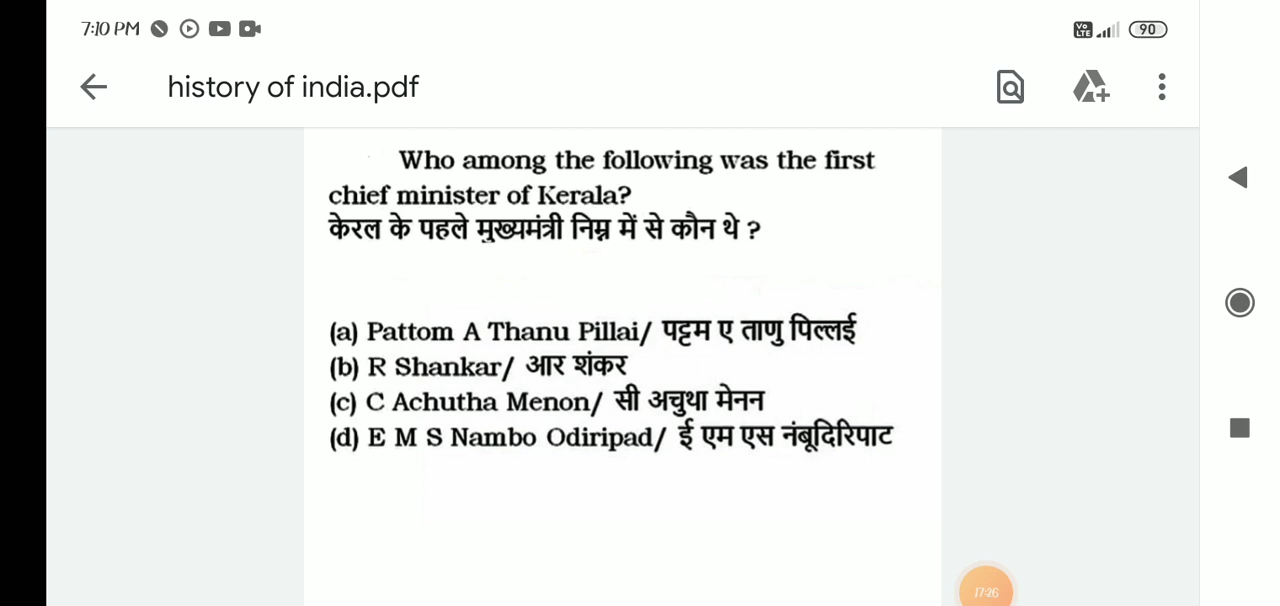 7:10 PM
Vo LTE
90
history of india.pdf
Who among the following was the first
chief minister of Kerala?
केरल के पहले मुख्यमंत्री निम्न में से कौन थे ?
(a) Pattom A Thanu Pillai/ पट्टम ए ताणु पिल्लई
(b) R Shankar/ आर शंकर
(c) C Achutha Menon/ सी अचुथा मेनन
(d) E M S Nambo Odiripad/ ई एम एस नंबूदिरिपाट
17:26